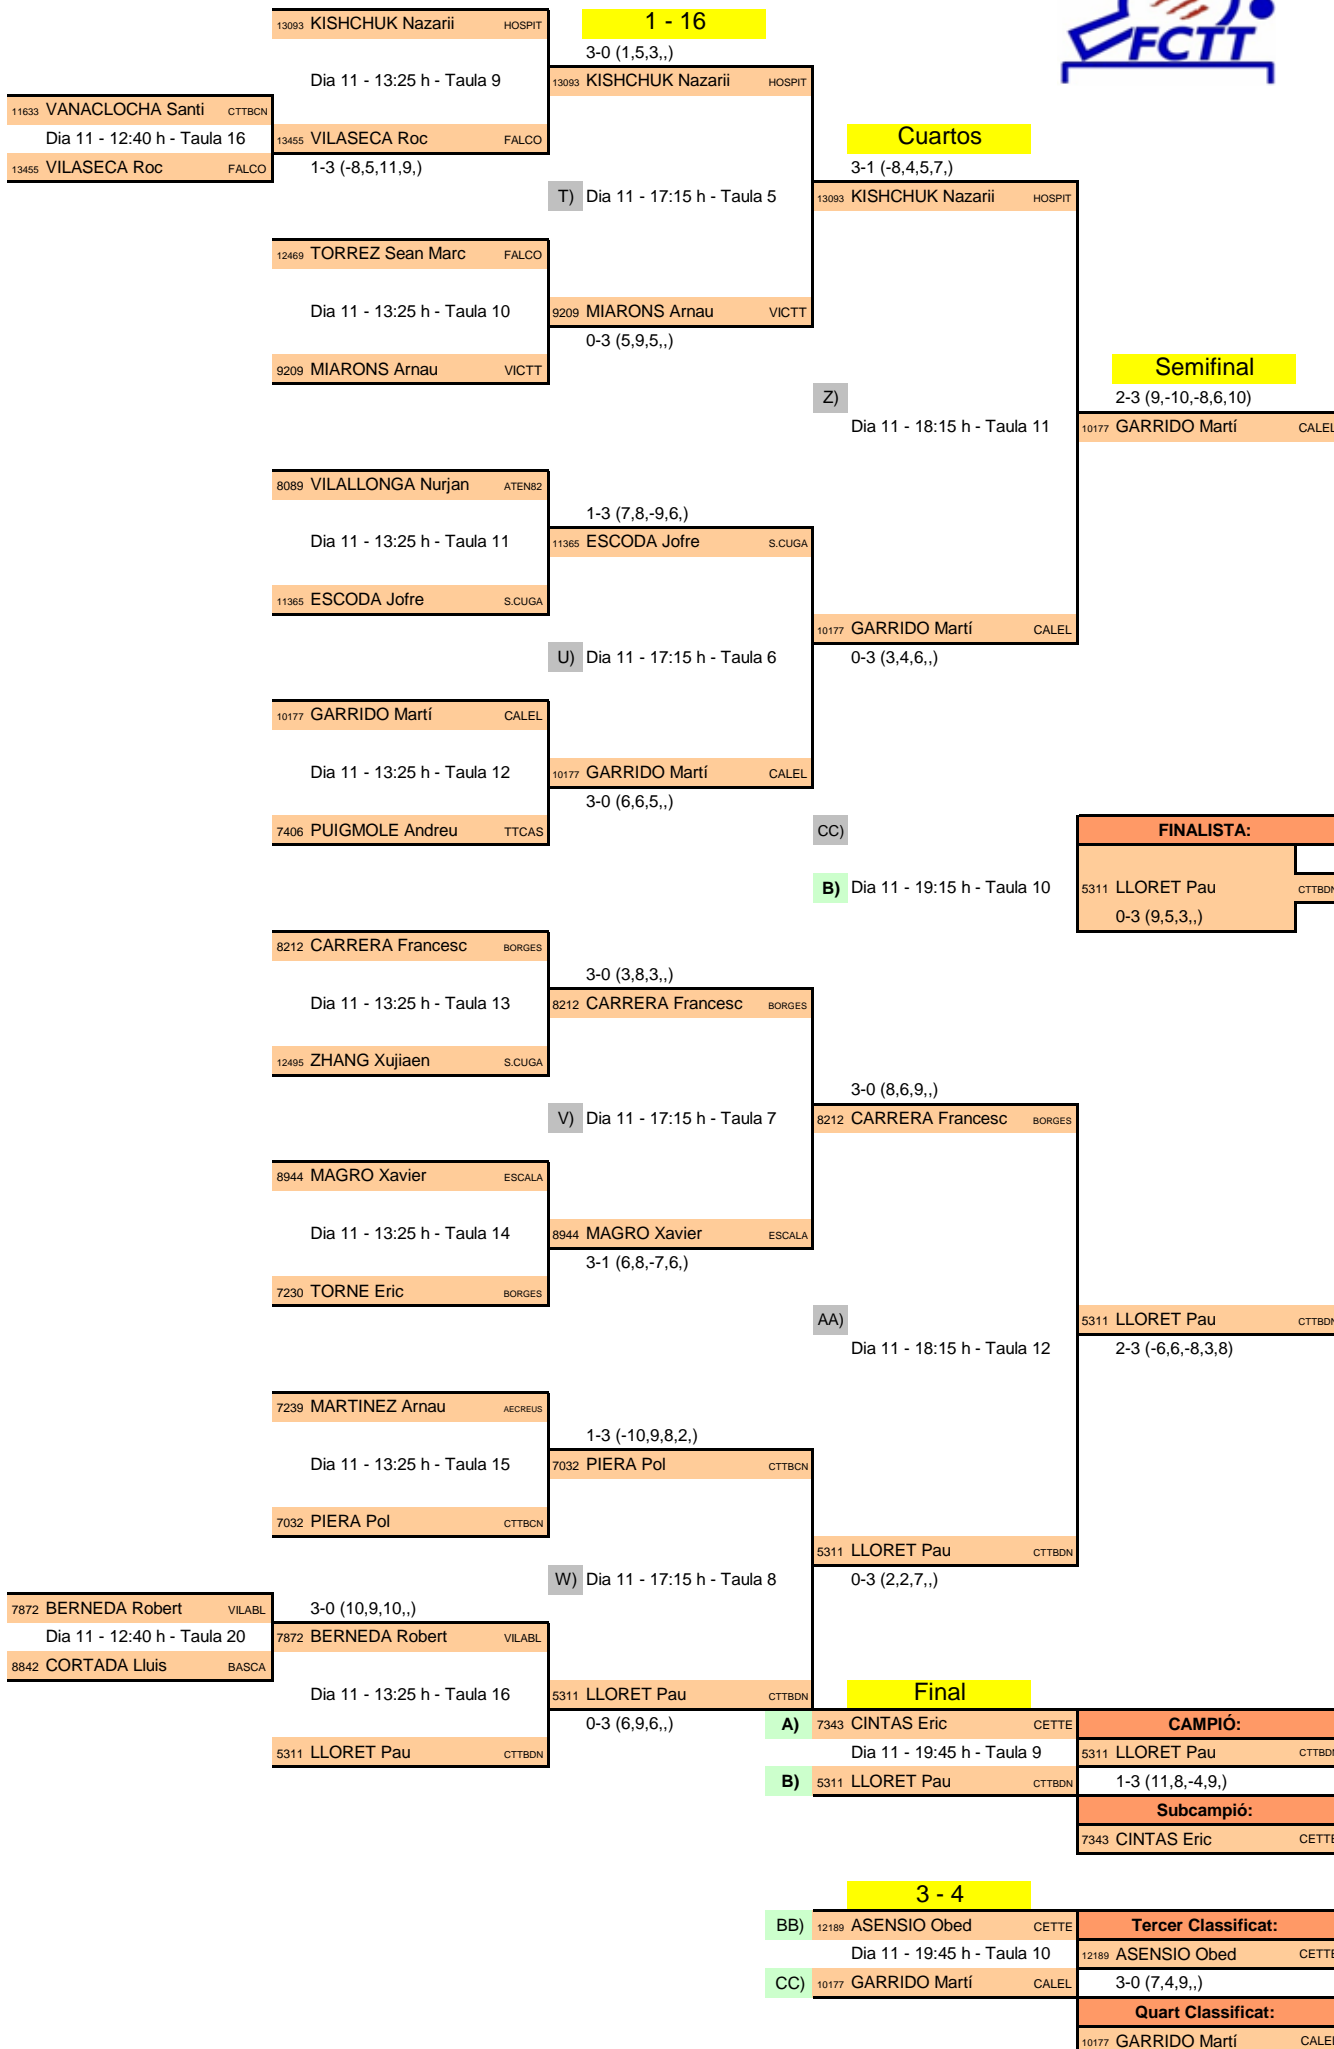 13093 KISHCHUK Nazarii HOSPIT 1 - 16
3-0 (1,5,3,,)
FCTT
Dia 11 - 13:25 h - Taula 9 13093 KISHCHUK Nazarii HOSPIT
11633 VANACLOCHA Santi CTTBCN
Dia 11 - 12:40 h - Taula 16 13455 VILASECA Roc FALCO Cuartos
13455 VILASECA Roc FALCO 1-3 (-8,5,11,9,) 3-1 (-8,4,5,7,)
T) Dia 11 - 17:15 h - Taula 5 13093 KISHCHUK Nazarii HOSPIT
12469 TORREZ Sean Marc FALCO
Dia 11 - 13:25 h - Taula 10 9209 MIARONS Arnau VICTT
0-3 (5,9,5,,)
9209 MIARONS Arnau VICTT Semifinal
Z) 2-3 (9,-10,-8,6,10)
Dia 11 - 18:15 h - Taula 11 10177 GARRIDO Martí CALEL
8089 VILALLONGA Nurjan ATEN82
1-3 (7,8,-9,6,)
Dia 11 - 13:25 h - Taula 11 11365 ESCODA Jofre S.CUGA
11365 ESCODA Jofre S.CUGA
10177 GARRIDO Martí CALEL
U) Dia 11 - 17:15 h - Taula 6 0-3 (3,4,6,,)
10177 GARRIDO Martí CALEL
Dia 11 - 13:25 h - Taula 12 10177 GARRIDO Martí CALEL
3-0 (6,6,5,,)
7406 PUIGMOLE Andreu TTCAS CC) FINALISTA:
B) Dia 11 - 19:15 h - Taula 10 5311 LLORET Pau CTTBDN
0-3 (9,5,3,,)
8212 CARRERA Francesc BORGES
3-0 (3,8,3,,)
Dia 11 - 13:25 h - Taula 13 8212 CARRERA Francesc BORGES
12495 ZHANG Xujiaen S.CUGA
3-0 (8,6,9,,)
V) Dia 11 - 17:15 h - Taula 7 8212 CARRERA Francesc BORGES
8944 MAGRO Xavier ESCALA
Dia 11 - 13:25 h - Taula 14 8944 MAGRO Xavier ESCALA
3-1 (6,8,-7,6,)
7230 TORNE Eric BORGES
AA) 5311 LLORET Pau CTTBDN
Dia 11 - 18:15 h - Taula 12 2-3 (-6,6,-8,3,8)
7239 MARTINEZ Arnau AECREUS
1-3 (-10,9,8,2,)
Dia 11 - 13:25 h - Taula 15 7032 PIERA Pol CTTBCN
7032 PIERA Pol CTTBCN
5311 LLORET Pau CTTBDN
W) Dia 11 - 17:15 h - Taula 8 0-3 (2,2,7,,)
7872 BERNEDA Robert VILABL 3-0 (10,9,10,,)
Dia 11 - 12:40 h - Taula 20 7872 BERNEDA Robert VILABL
8842 CORTADA Lluis BASCA
Dia 11 - 13:25 h - Taula 16 5311 LLORET Pau CTTBDN Final
0-3 (6,9,6,,) A) 7343 CINTAS Eric CETTE CAMPIÓ:
5311 LLORET Pau CTTBDN Dia 11 - 19:45 h - Taula 9 5311 LLORET Pau CTTBDN
B) 5311 LLORET Pau CTTBDN 1-3 (11,8,-4,9,)
Subcampió:
7343 CINTAS Eric CETTE
3 - 4
BB) 12189 ASENSIO Obed CETTE Tercer Classificat:
Dia 11 - 19:45 h - Taula 10 12189 ASENSIO Obed CETTE
CC) 10177 GARRIDO Martí CALEL 3-0 (7,4,9,,)
Quart Classificat:
10177 GARRIDO Martí CALEL